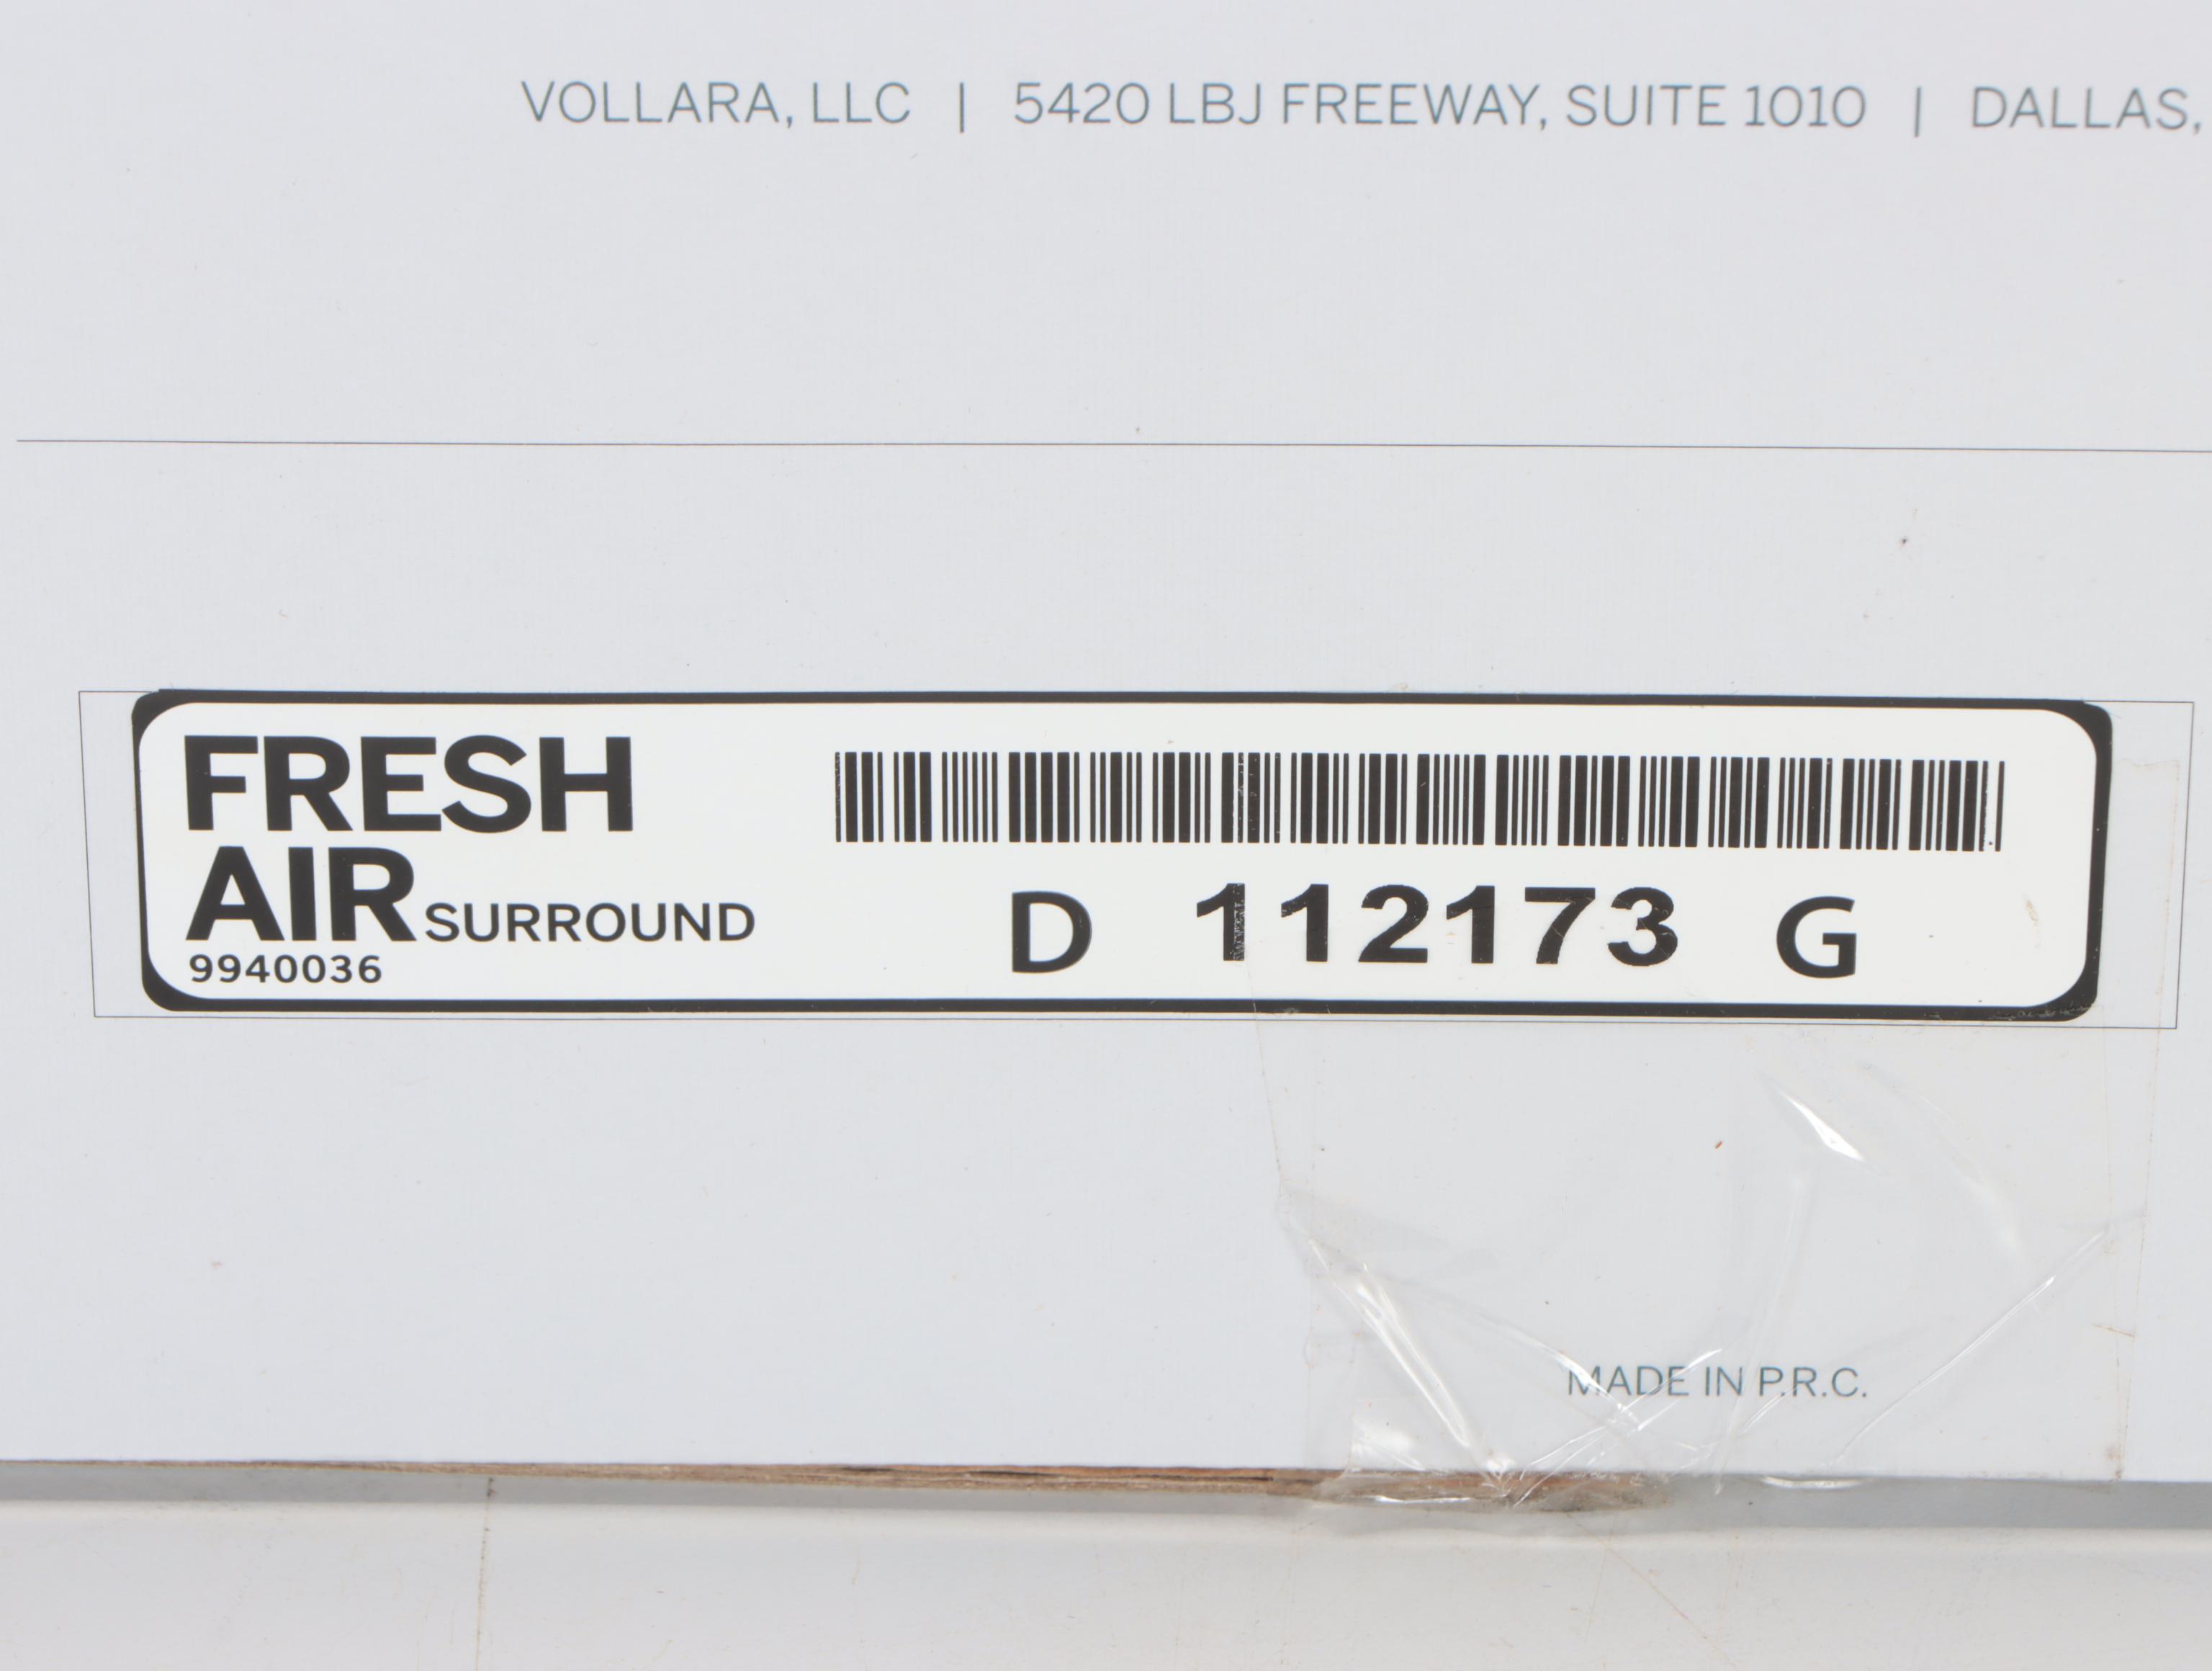 VOLLARA, LLC | 5420 LBJ FREEWAY, SUITE 1010 | DALLAS,
FRESH
AIR SURROUND
9940036
D 112173 G
MADE IN P.R.C.